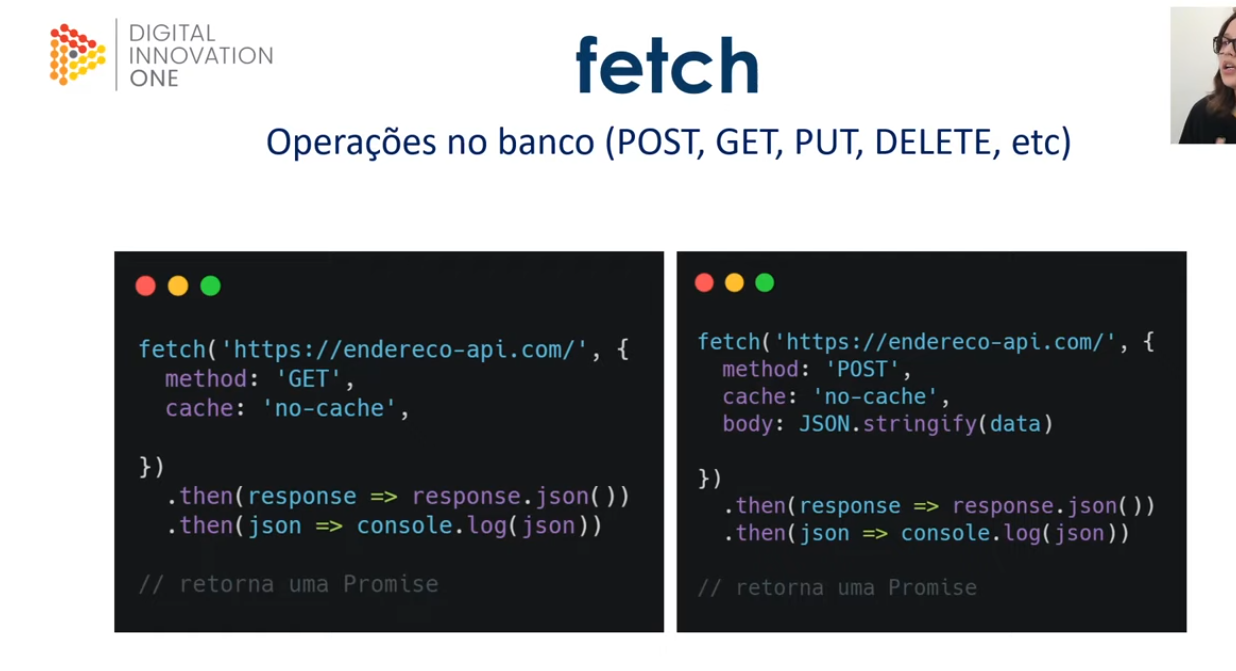 DIGITAL
INNOVATION
ONE
fetch
Operações no banco (POST, GET, PUT, DELETE, etc)
fetch('https://endereco-api.com/', {
  method: 'GET',
  cache: 'no-cache',
})
  .then(response => response.json())
  .then(json => console.log(json))
// retorna uma Promise
fetch('https://endereco-api.com/', {
  method: 'POST',
  cache: 'no-cache',
  body: JSON.stringify(data)
})
  .then(response => response.json())
  .then(json => console.log(json))
// retorna uma Promise